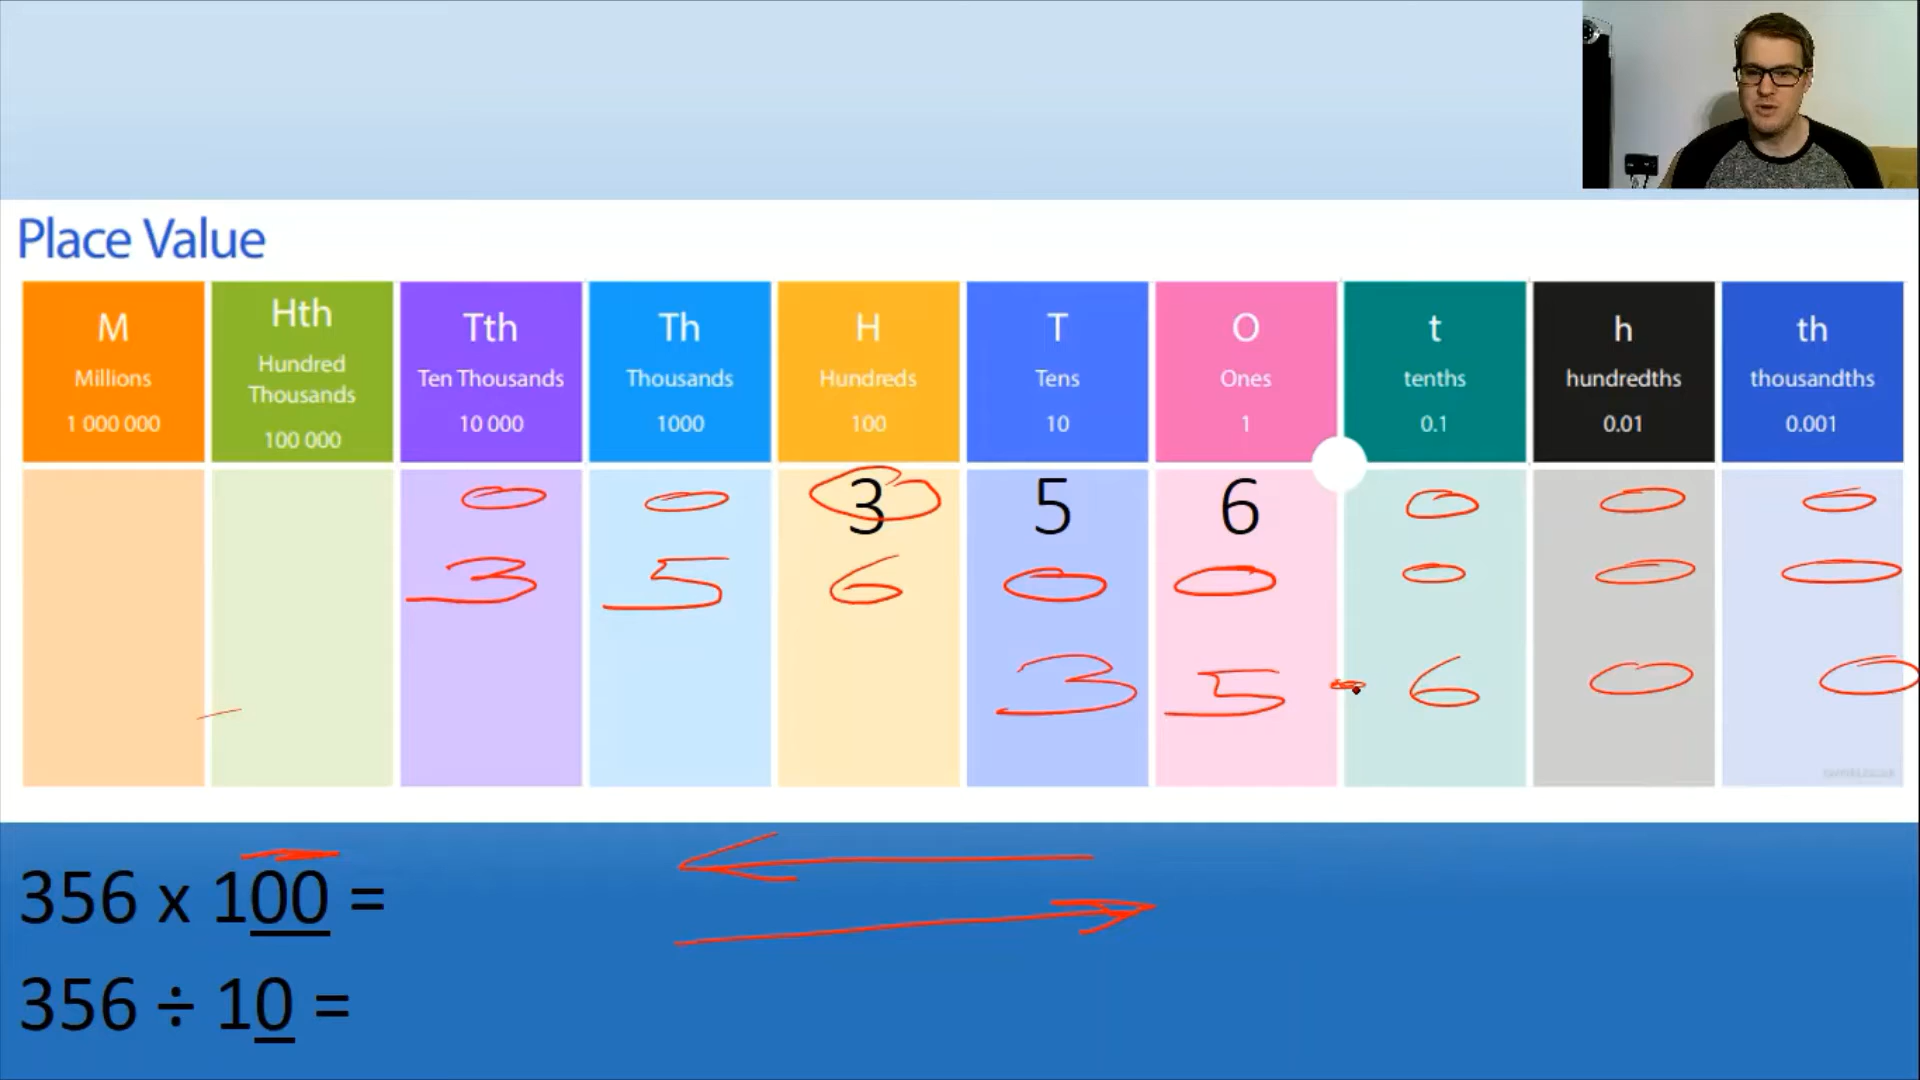 Place Value
M Hth Tth Th H T O t h th
Millions Hundred Thousands Ten Thousands Thousands Hundreds Tens Ones tenths hundredths thousandths
1 000 000 100 000 10 000 1000 100 10 1 0.1 0.01 0.001
0 0 3 5 6 0 0 0
3 5 6 0 0 0 0 0
3 5 . 6 0 0
356 x 100 =
356 ÷ 10 =